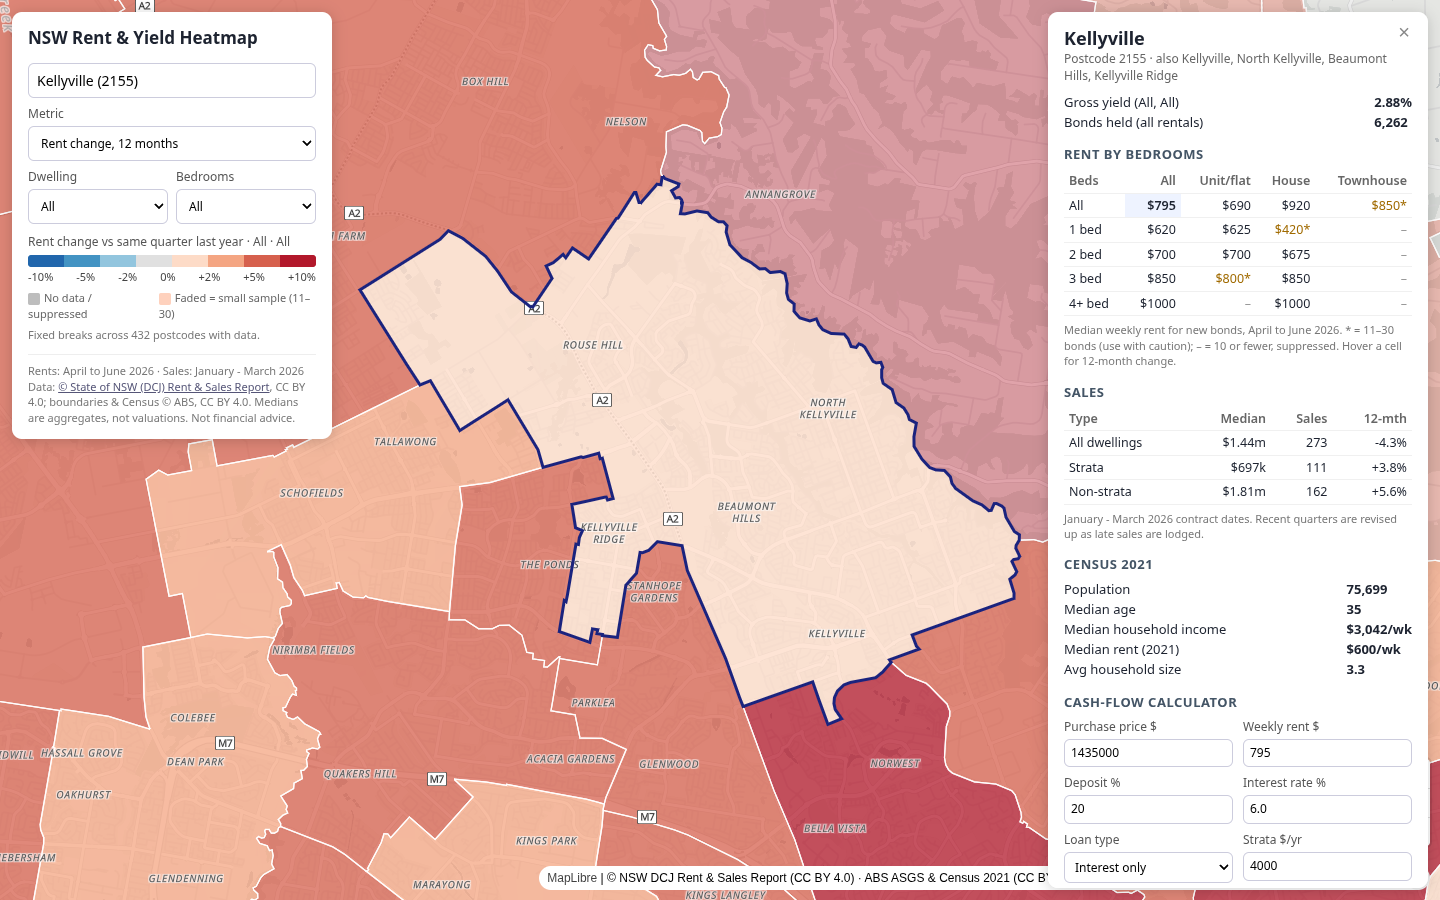 NSW Rent & Yield Heatmap
Kellyville (2155)
Metric
Rent change, 12 months
Dwelling Bedrooms
All All
Rent change vs same quarter last year · All · All
-10% -5% -2% 0% +2% +5% +10%
No data / suppressed
Faded = small sample (11–30)
Fixed breaks across 432 postcodes with data.
Rents: April to June 2026 · Sales: January - March 2026
Data: © State of NSW (DCJ) Rent & Sales Report, CC BY
4.0; boundaries & Census © ABS, CC BY 4.0. Medians
are aggregates, not valuations. Not financial advice.
A2
BOX HILL
NELSON
ANNANGROVE
A2
FARM
A2
ROUSE HILL
A2
NORTH
KELLYVILLE
TALLAWONG
SCHOFIELDS
BEAUMONT
HILLS
A2
KELLYVILLE
RIDGE
THE PONDS
STANHOPE
GARDENS
KELLYVILLE
NIRIMBA FIELDS
PARKLEA
COLEBEE
M7
HASSALL GROVE
DEAN PARK
ACACIA GARDENS
GLENWOOD
NORWEST
QUAKERS HILL
M7
OAKHURST
M7
BELLA VISTA
KINGS PARK
EBERSHAM
GLENDENNING
MARAYONG
KINGS LANGLEY
MapLibre | © NSW DCJ Rent & Sales Report (CC BY 4.0) · ABS ASGS & Census 2021 (CC BY
Kellyville
×
Postcode 2155 · also Kellyville, North Kellyville, Beaumont
Hills, Kellyville Ridge
Gross yield (All, All) 2.88%
Bonds held (all rentals) 6,262
RENT BY BEDROOMS
Beds All Unit/flat House Townhouse
All $795 $690 $920 $850*
1 bed $620 $625 $420* –
2 bed $700 $700 $675 –
3 bed $850 $800* $850 –
4+ bed $1000 – $1000 –
Median weekly rent for new bonds, April to June 2026. * = 11–30
bonds (use with caution); – = 10 or fewer, suppressed. Hover a cell
for 12-month change.
SALES
Type Median Sales 12-mth
All dwellings $1.44m 273 -4.3%
Strata $697k 111 +3.8%
Non-strata $1.81m 162 +5.6%
January - March 2026 contract dates. Recent quarters are revised
up as late sales are lodged.
CENSUS 2021
Population 75,699
Median age 35
Median household income $3,042/wk
Median rent (2021) $600/wk
Avg household size 3.3
CASH-FLOW CALCULATOR
Purchase price $ Weekly rent $
1435000 795
Deposit % Interest rate %
20 6.0
Loan type Strata $/yr
Interest only 4000